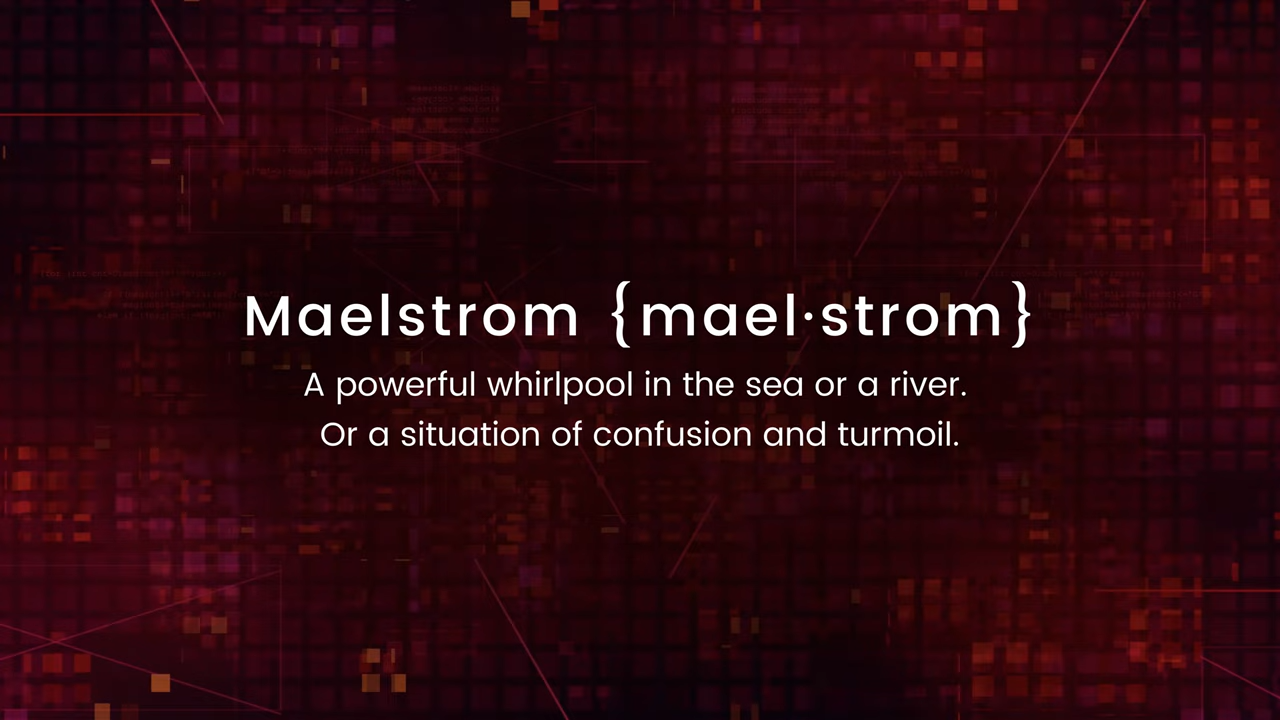 Maelstrom {mael·strom}
A powerful whirlpool in the sea or a river.
Or a situation of confusion and turmoil.